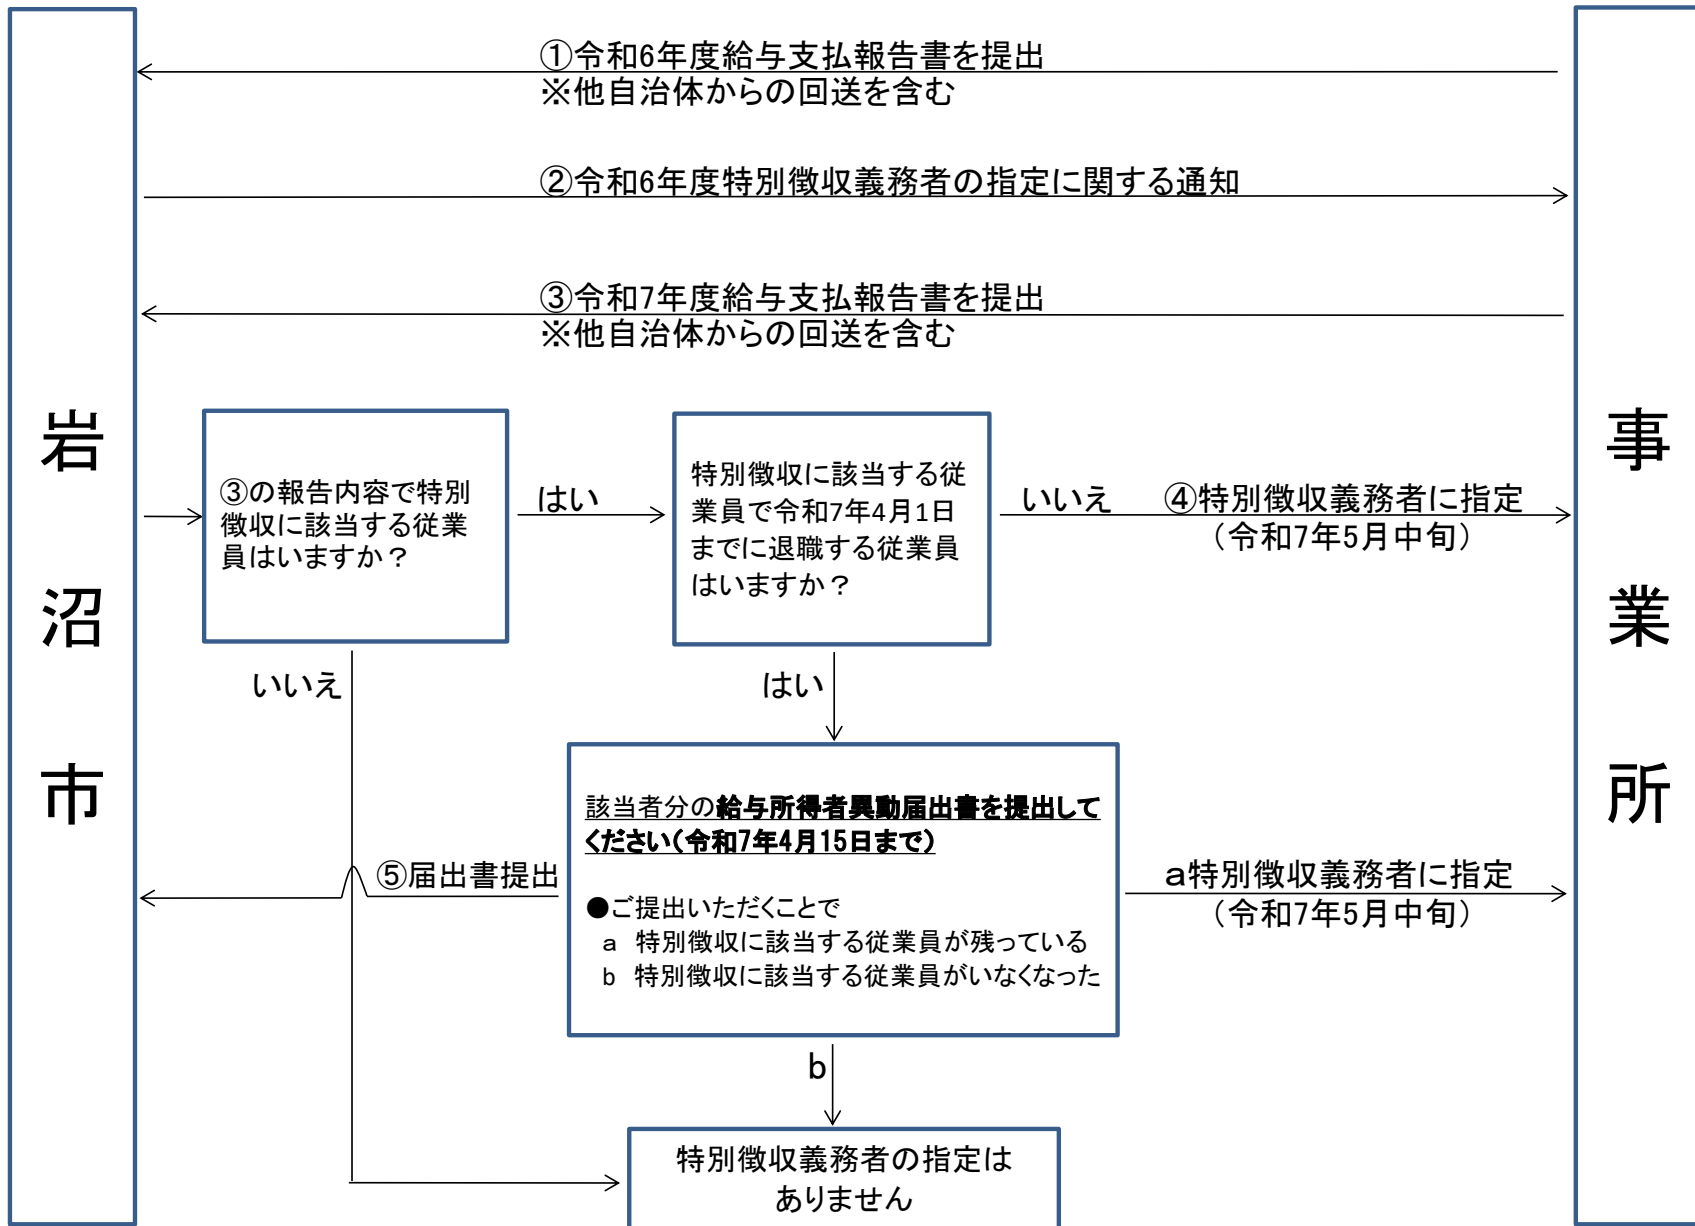 ①令和6年度給与支払報告書を提出
※他自治体からの回送を含む
②令和6年度特別徴収義務者の指定に関する通知
③令和7年度給与支払報告書を提出
※他自治体からの回送を含む
岩沼市
事業所
③の報告内容で特別
徴収に該当する従業
員はいますか？
はい
特別徴収に該当する従
業員で令和7年4月1日
までに退職する従業員
はいますか？
いいえ
④特別徴収義務者に指定
（令和7年5月中旬）
いいえ
はい
該当者分の給与所得者異動届出書を提出して
ください（令和7年4月15日まで）
●ご提出いただくことで
a 特別徴収に該当する従業員が残っている
b 特別徴収に該当する従業員がいなくなった
⑤届出書提出
a特別徴収義務者に指定
（令和7年5月中旬）
b
特別徴収義務者の指定は
ありません